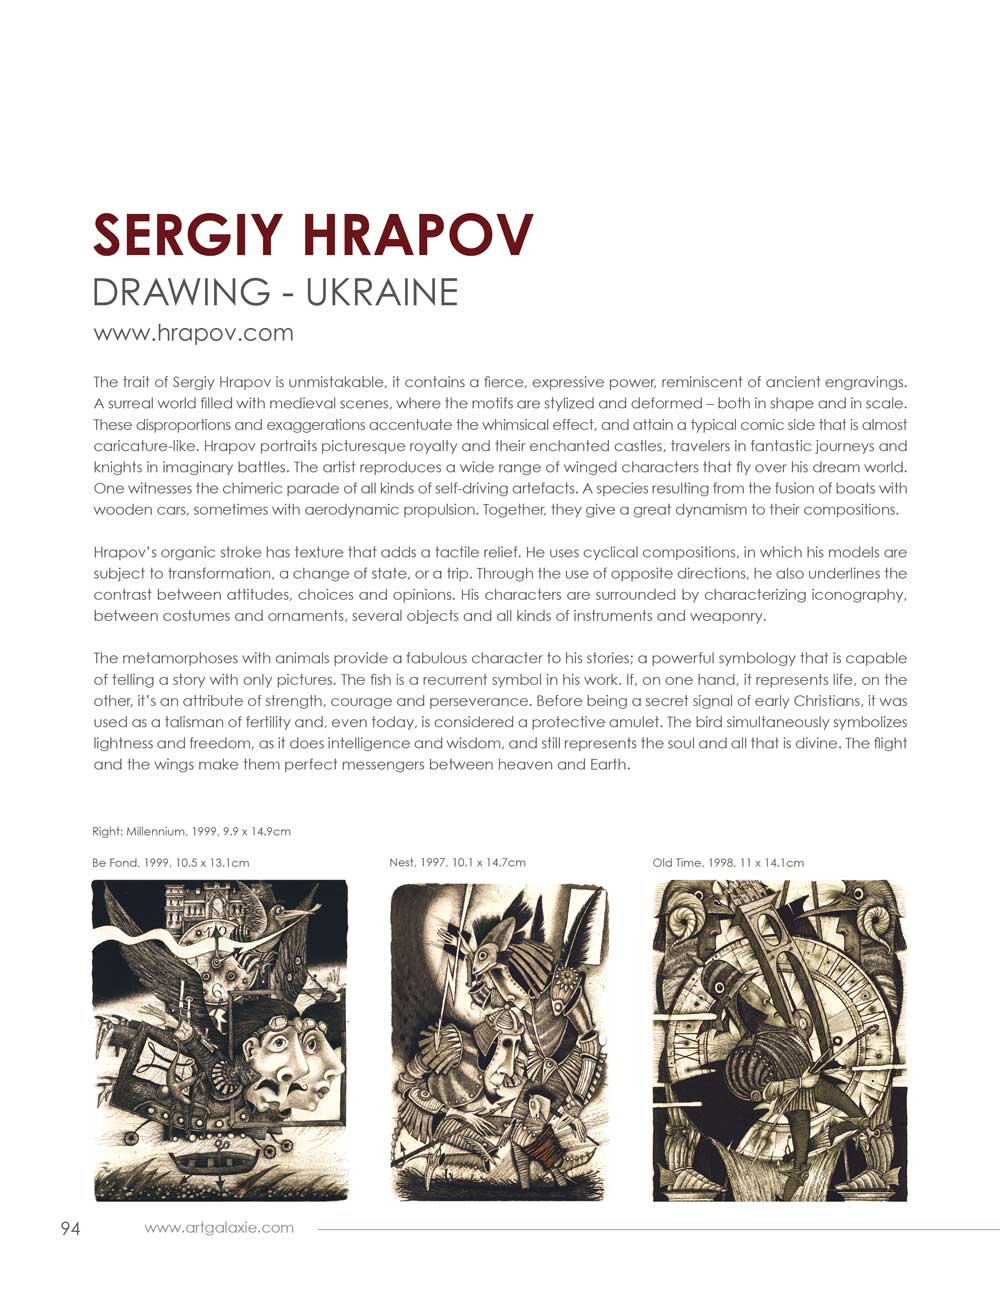 SERGIY HRAPOV
DRAWING - UKRAINE
www.hrapov.com
The trait of Sergiy Hrapov is unmistakable, it contains a fierce, expressive power, reminiscent of ancient engravings.
A surreal world filled with medieval scenes, where the motifs are stylized and deformed – both in shape and in scale.
These disproportions and exaggerations accentuate the whimsical effect, and attain a typical comic side that is almost
caricature-like. Hrapov portraits picturesque royalty and their enchanted castles, travelers in fantastic journeys and
knights in imaginary battles. The artist reproduces a wide range of winged characters that fly over his dream world.
One witnesses the chimeric parade of all kinds of self-driving artefacts. A species resulting from the fusion of boats with
wooden cars, sometimes with aerodynamic propulsion. Together, they give a great dynamism to their compositions.
Hrapov’s organic stroke has texture that adds a tactile relief. He uses cyclical compositions, in which his models are
subject to transformation, a change of state, or a trip. Through the use of opposite directions, he also underlines the
contrast between attitudes, choices and opinions. His characters are surrounded by characterizing iconography,
between costumes and ornaments, several objects and all kinds of instruments and weaponry.
The metamorphoses with animals provide a fabulous character to his stories; a powerful symbology that is capable
of telling a story with only pictures. The fish is a recurrent symbol in his work. If, on one hand, it represents life, on the
other, it’s an attribute of strength, courage and perseverance. Before being a secret signal of early Christians, it was
used as a talisman of fertility and, even today, is considered a protective amulet. The bird simultaneously symbolizes
lightness and freedom, as it does intelligence and wisdom, and still represents the soul and all that is divine. The flight
and the wings make them perfect messengers between heaven and Earth.
Right: Millennium, 1999, 9.9 x 14.9cm
Be Fond, 1999, 10.5 x 13.1cm
Nest, 1997, 10.1 x 14.7cm
Old Time, 1998, 11 x 14.1cm
94
www.artgalaxie.com